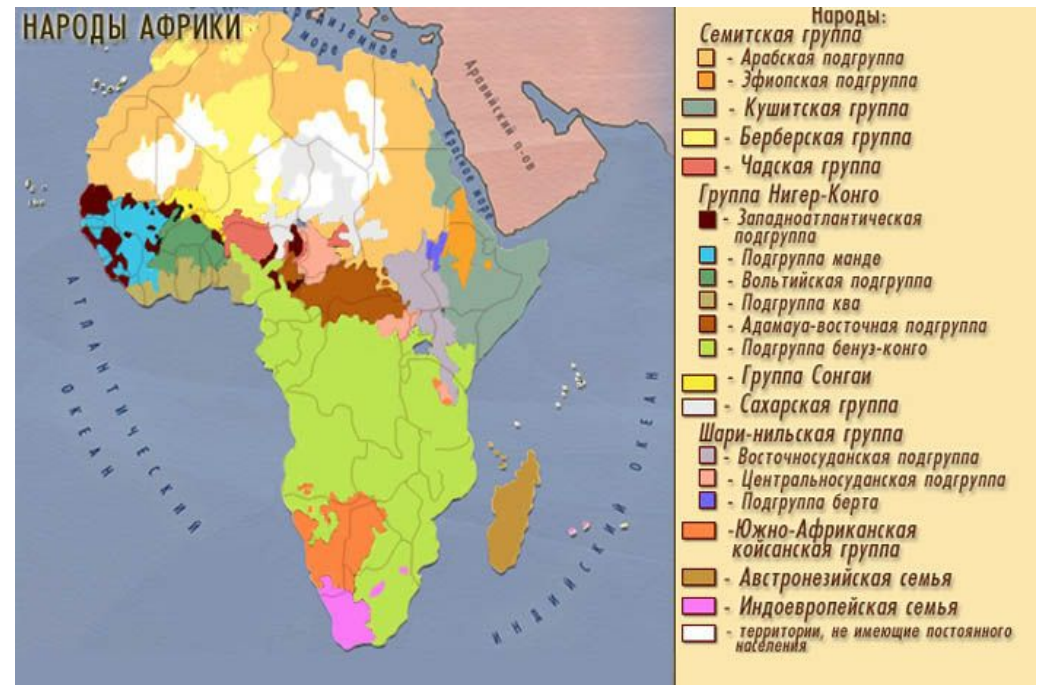 НАРОДЫ АФРИКИ
Средиземное
море
Аравийский п-ов
Красное море
АТЛАНТИЧЕСКИЙ
ОКЕАН
ИНДИЙСКИЙ ОКЕАН
Народы:
Семитская группа
- Арабская подгруппа
- Эфиопская подгруппа
- Кушитская группа
- Берберская группа
- Чадская группа
Группа Нигер-Конго
- Западноатлантическая
подгруппа
- Подгруппа манде
- Вольтийская подгруппа
- Подгруппа ква
- Адамауа-восточная подгруппа
- Подгруппа бенуэ-конго
- Группа Сонгаи
- Сахарская группа
Шари-нильская группа
- Восточносуданская подгруппа
- Центральносуданская подгруппа
- Подгруппа берта
-Южно-Африканская
койсанская группа
- Австронезийская семья
- Индоевропейская семья
- территории, не имеющие постоянного
населения